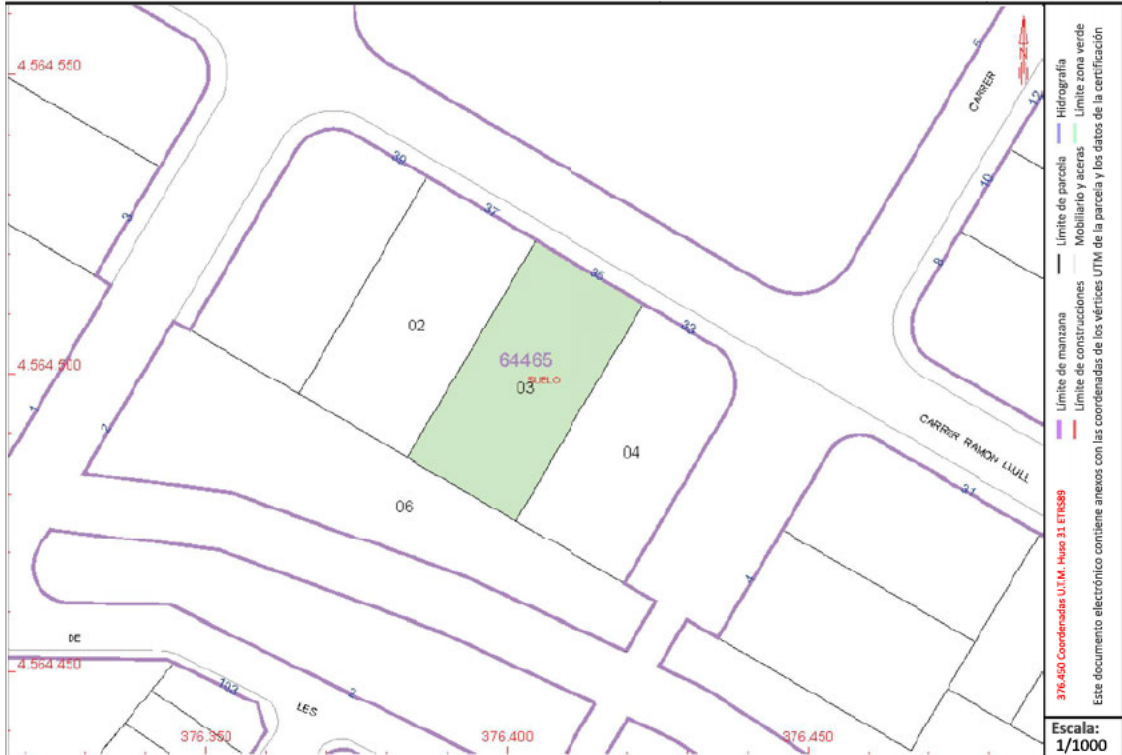 4.564.550
4.564.500
4.564.450
376.350
376.400
376.450
CARRER
5
12
10
8
3
39
37
35
33
02
64465
SUELO
03
04
06
1
2
CARRER RAMON LLULL
31
4
DE
103
LES
2
Límite de manzana
Límite de parcela
Hidrografía
Límite de construcciones
Mobiliario y aceras
Límite zona verde
376.450 Coordenadas U.T.M. Huso 31 ETRS89
Este documento electrónico contiene anexos con las coordenadas de los vértices UTM de la parcela y los datos de la certificación
Escala:
1/1000